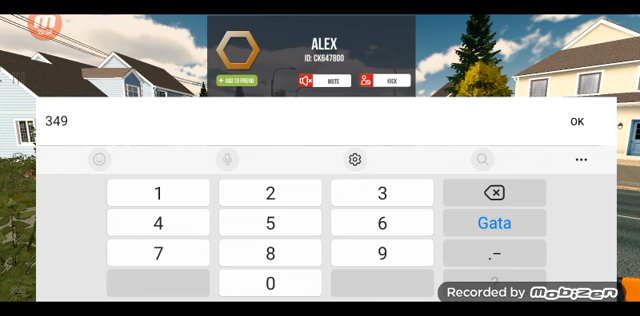 ALEX
ID: CK647800
+ ADD TO FRIEND
MUTE
KICK
349
OK
1
2
3
4
5
6
Gata
7
8
9
.-
0
Recorded by mobizen